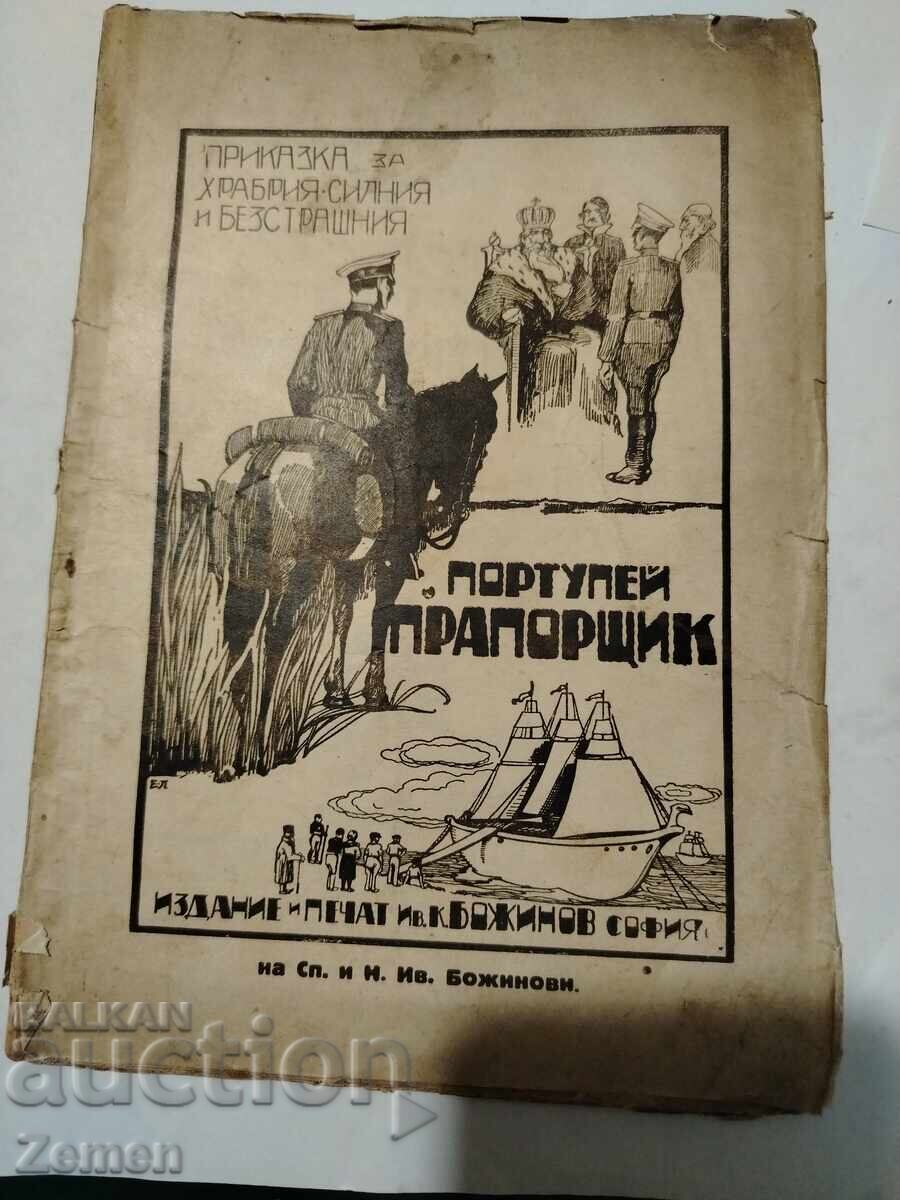 ПРИКАЗКА ЗА
ХРАБРИЯ·СИЛНИЯ
И БЕЗСТРАШНИЯ
ПОРТУПЕЙ
ПРАПОРЩИК
Е·Л
ИЗДАНИЕ И ПЕЧАТ ИВ.К.БОЖИНОВ СОФИЯ
на Сп. и Н. Ив. Божинови.
BALKAN
auction
Zemen